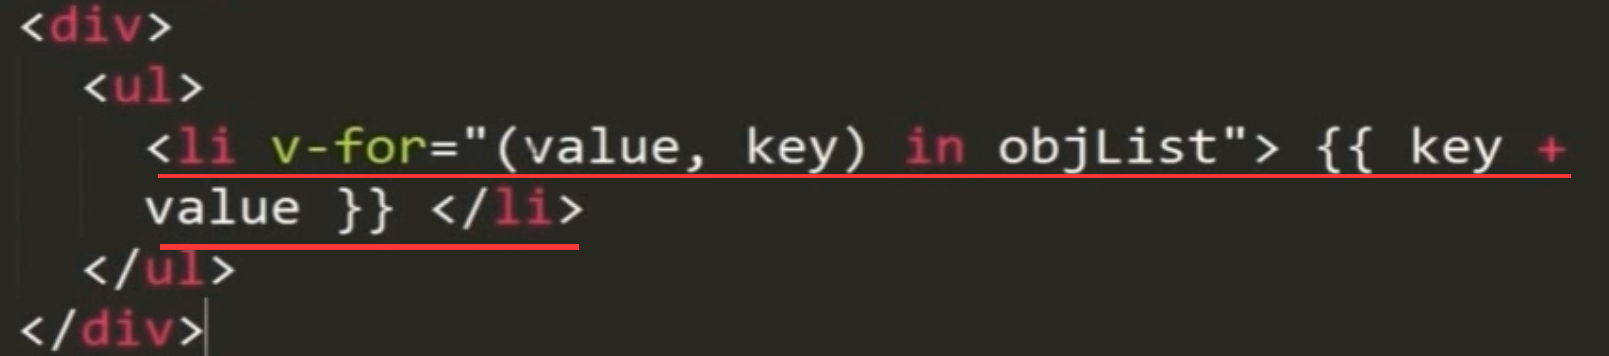 <div>
<ul>
<li v-for="(value, key) in objList"> {{ key +
value }} </li>
</ul>
</div>